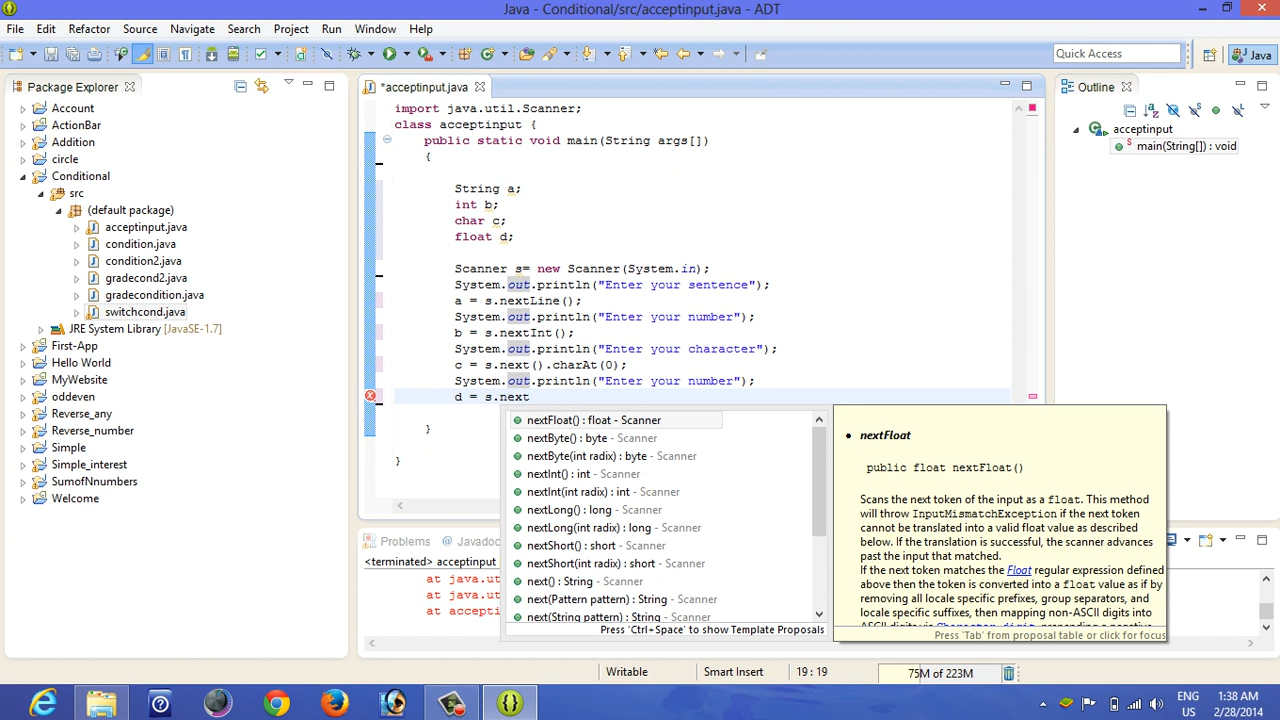 Java - Conditional/src/acceptinput.java - ADT
File Edit Refactor Source Navigate Search Project Run Window Help
Quick Access
Java
Package Explorer
Account
ActionBar
Addition
circle
Conditional
src
(default package)
acceptinput.java
condition.java
condition2.java
gradecond2.java
gradecondition.java
switchcond.java
JRE System Library [JavaSE-1.7]
First-App
Hello World
MyWebsite
oddeven
Reverse_any
Reverse_number
Simple
Simple_interest
SumofNnumbers
Welcome
*acceptinput.java
import java.util.Scanner;
class acceptinput {
public static void main(String args[])
{
String a;
int b;
char c;
float d;
Scanner s= new Scanner(System.in);
System.out.println("Enter your sentence");
a = s.nextLine();
System.out.println("Enter your number");
b = s.nextInt();
System.out.println("Enter your character");
c = s.next().charAt(0);
System.out.println("Enter your number");
d = s.next
}
}
nextFloat() : float - Scanner
nextByte() : byte - Scanner
nextByte(int radix) : byte - Scanner
nextInt() : int - Scanner
nextInt(int radix) : int - Scanner
nextLong() : long - Scanner
nextLong(int radix) : long - Scanner
nextShort() : short - Scanner
nextShort(int radix) : short - Scanner
next() : String - Scanner
next(Pattern pattern) : String - Scanner
next(String pattern) : String - Scanner
Press 'Ctrl+Space' to show Template Proposals
nextFloat
public float nextFloat()
Scans the next token of the input as a float. This method
will throw InputMismatchException if the next token
cannot be translated into a valid float value as described
below. If the translation is successful, the scanner advances
past the input that matched.
If the next token matches the Float regular expression defined
above then the token is converted into a float value as if by
removing all locale specific prefixes, group separators, and
locale specific suffixes, then mapping non-ASCII digits into
Press 'Tab' from proposal table or click for focus
Outline
acceptinput
main(String[]) : void
Problems @ Javadoc
<terminated> acceptinput
at java.ut
at java.ut
at accepti
Writable Smart Insert 19 : 19 75M of 223M
ENG
US
1:38 AM
2/28/2014